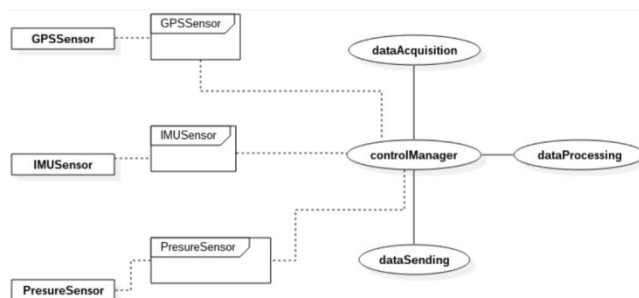 GPSSensor
GPSSensor
dataAcquisition
IMUSensor
IMUSensor
controlManager
dataProcessing
PresureSensor
dataSending
PresureSensor